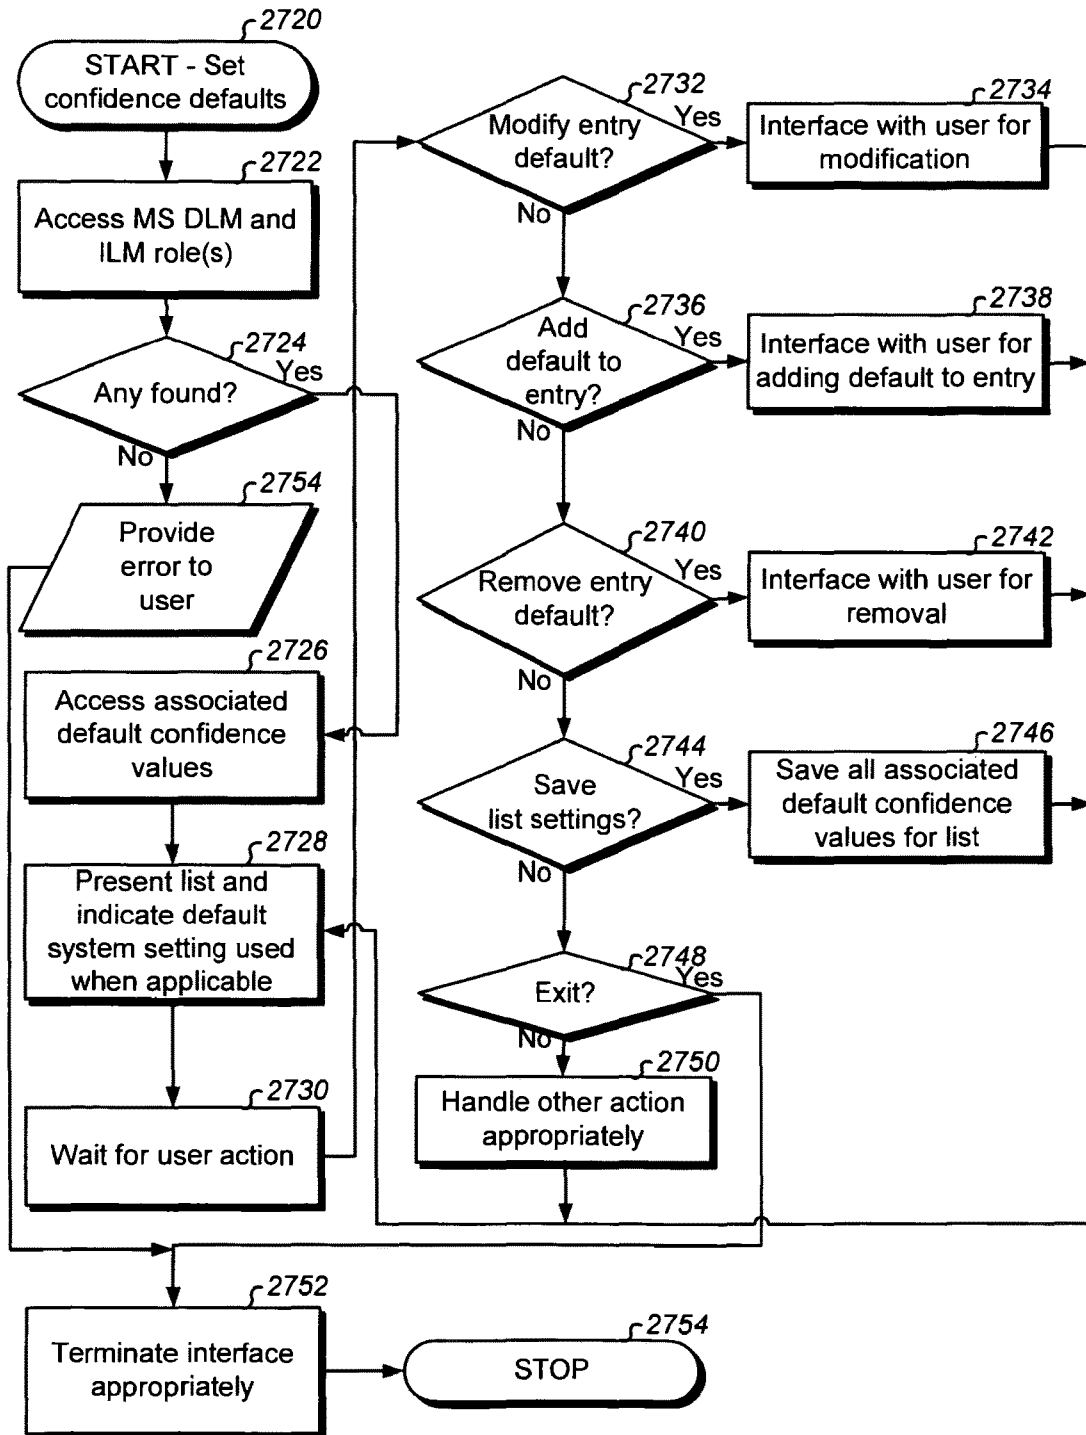 2720
START - Set
confidence defaults
2722
Access MS DLM and
ILM role(s)
2724
Any found?
Yes
No
2754
Provide
error to
user
2726
Access associated
default confidence
values
2728
Present list and
indicate default
system setting used
when applicable
2730
Wait for user action
2732
Modify entry
default?
Yes
No
2734
Interface with user for
modification
2736
Add
default to
entry?
Yes
No
2738
Interface with user for
adding default to entry
2740
Remove entry
default?
Yes
No
2742
Interface with user for
removal
2744
Save
list settings?
Yes
No
2746
Save all associated
default confidence
values for list
2748
Exit?
Yes
No
2750
Handle other action
appropriately
2752
Terminate interface
appropriately
2754
STOP